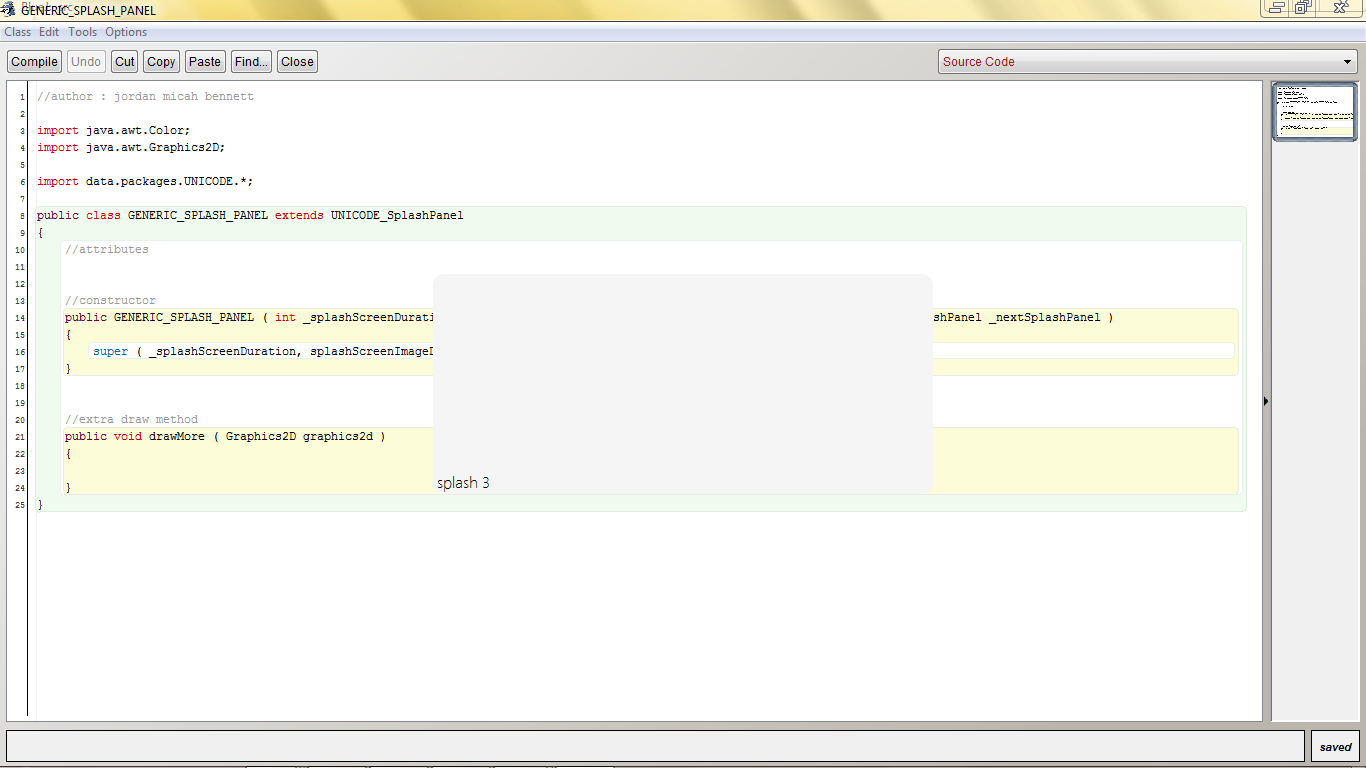 GENERIC_SPLASH_PANEL
Class Edit Tools Options
Compile Undo Cut Copy Paste Find... Close Source Code
1 //author : jordan micah bennett
2
3 import java.awt.Color;
4 import java.awt.Graphics2D;
5
6 import data.packages.UNICODE.*;
7
8 public class GENERIC_SPLASH_PANEL extends UNICODE_SplashPanel
9 {
10 //attributes
11
12
13 //constructor
14 public GENERIC_SPLASH_PANEL ( int _splashScreenDurati shPanel _nextSplashPanel )
15 {
16 super ( _splashScreenDuration, splashScreenImageD
17 }
18
19
20 //extra draw method
21 public void drawMore ( Graphics2D graphics2d )
22 {
23
24 }
splash 3
25 }
saved